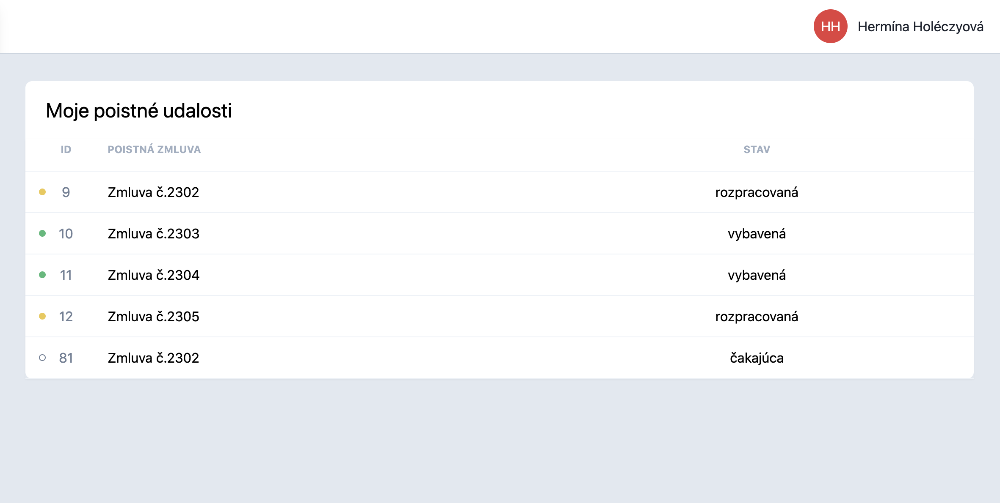 HH Hermína Holéczyová
Moje poistné udalosti
ID POISTNÁ ZMLUVA STAV
9 Zmluva č.2302 rozpracovaná
10 Zmluva č.2303 vybavená
11 Zmluva č.2304 vybavená
12 Zmluva č.2305 rozpracovaná
81 Zmluva č.2302 čakajúca